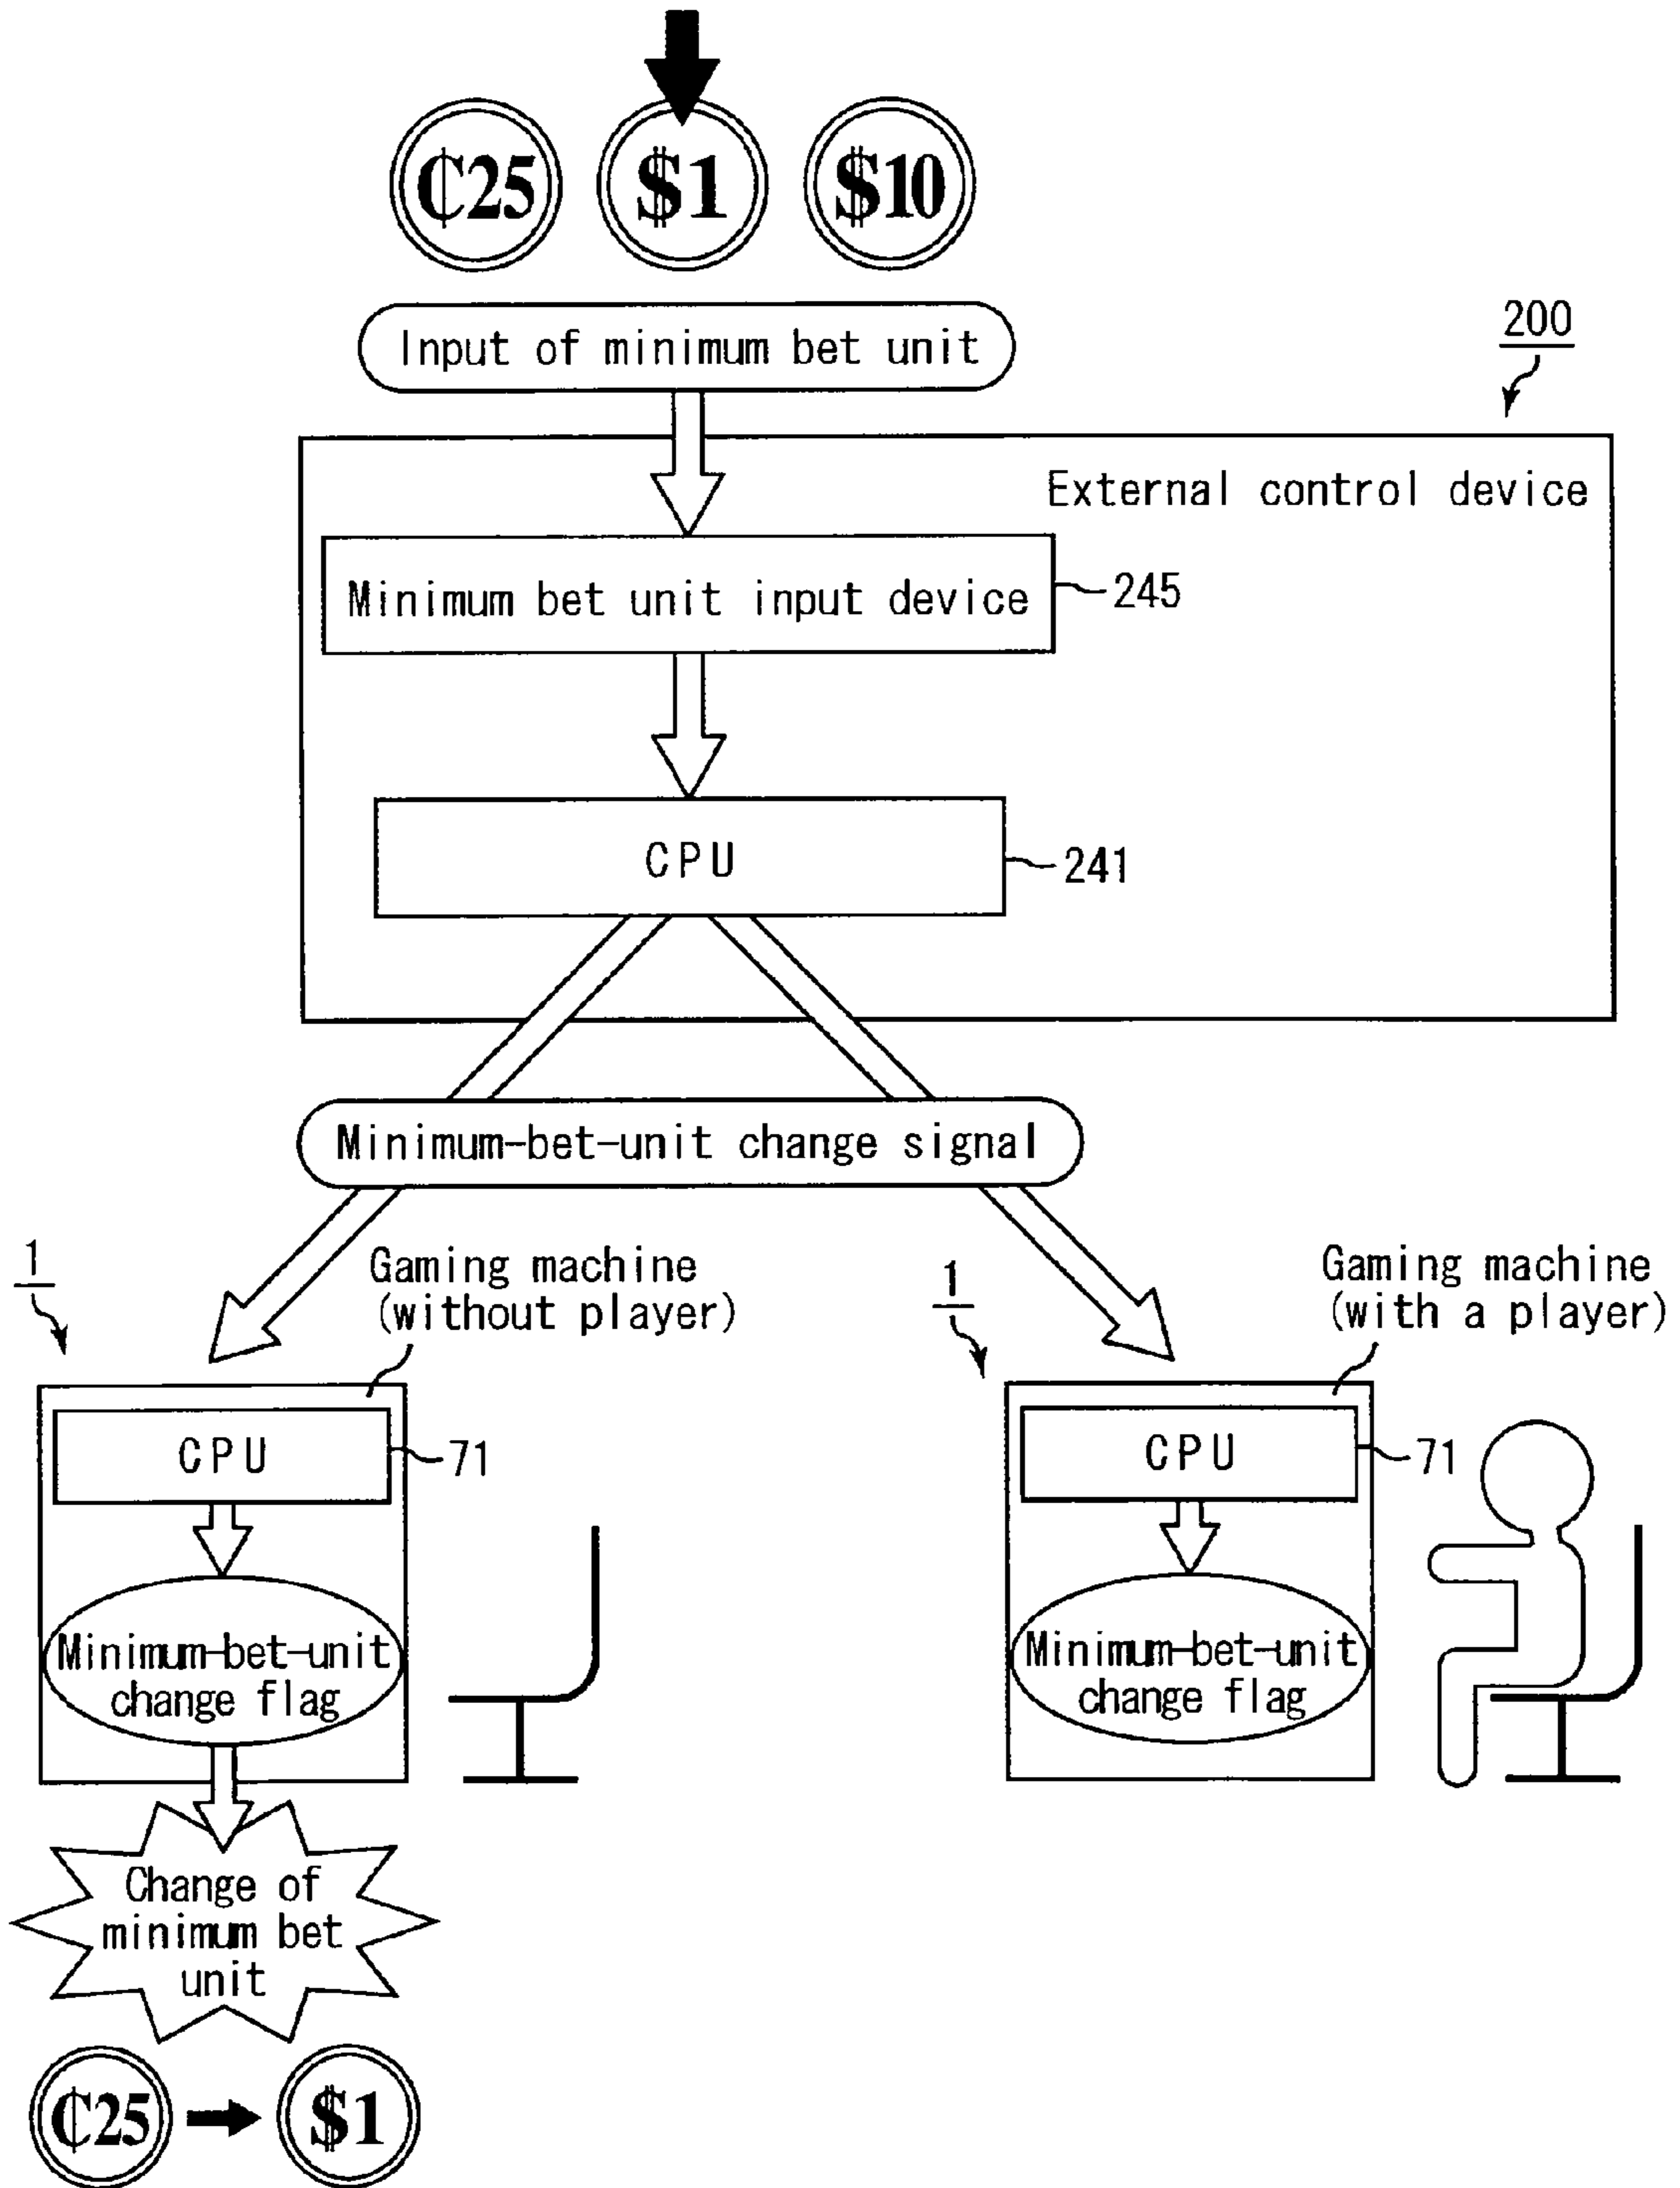 ₵25 $1 $10
Input of minimum bet unit
200
External control device
Minimum bet unit input device
245
CPU
241
Minimum-bet-unit change signal
1
Gaming machine
(without player)
1
Gaming machine
(with a player)
CPU
71
CPU
71
Minimum-bet-unit
change flag
Minimum-bet-unit
change flag
Change of
minimum bet
unit
₵25 $1